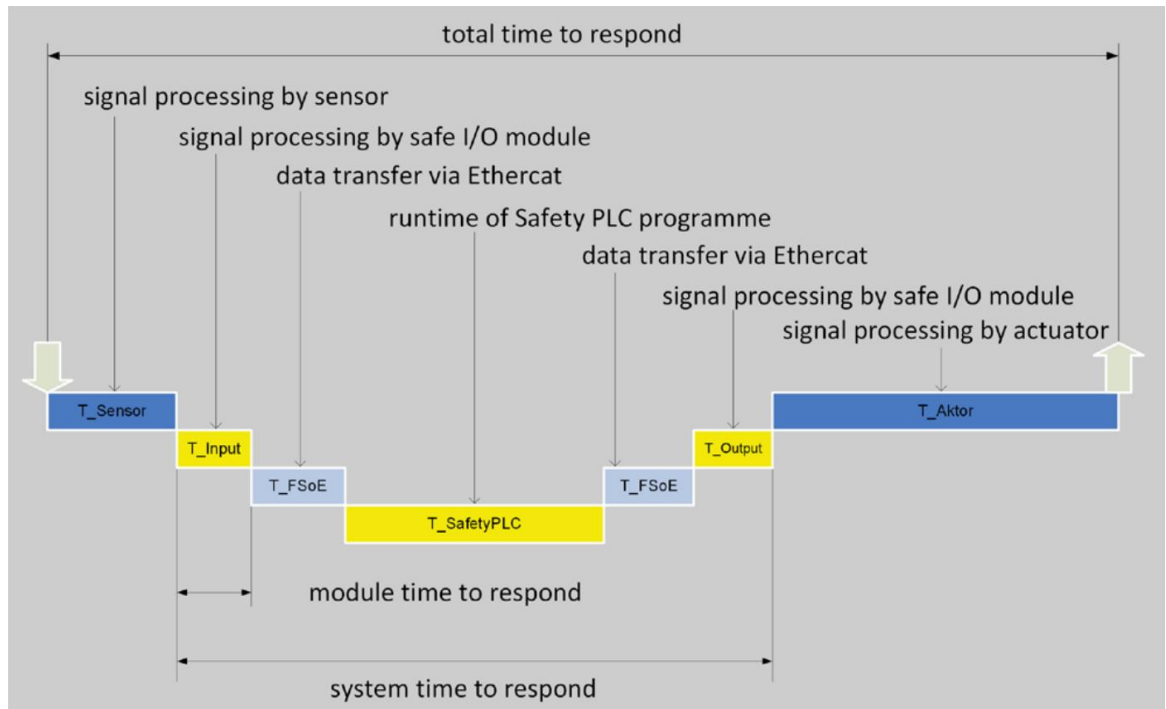 total time to respond
signal processing by sensor
signal processing by safe I/O module
data transfer via Ethercat
runtime of Safety PLC programme
data transfer via Ethercat
signal processing by safe I/O module
signal processing by actuator
T_Sensor
T_Aktor
T_Input
T_Output
T_FSoE
T_FSoE
T_SafetyPLC
module time to respond
system time to respond